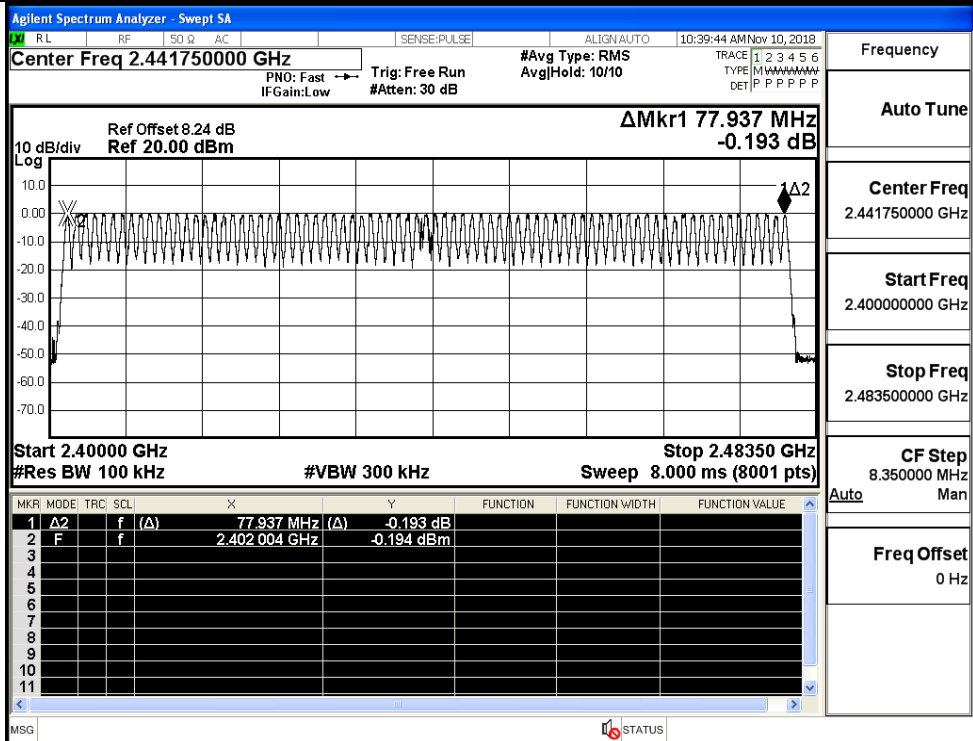 Agilent Spectrum Analyzer - Swept SA
LXI RL RF 50 Ω AC SENSE:PULSE ALIGN AUTO 10:39:44 AM Nov 10, 2018
Center Freq 2.441750000 GHz
PNO: Fast
IFGain:Low
Trig: Free Run
#Atten: 30 dB
#Avg Type: RMS
Avg|Hold: 10/10
TRACE 1 2 3 4 5 6
TYPE M WWWWW
DET P P P P P P
Ref Offset 8.24 dB
10 dB/div Ref 20.00 dBm
Log
ΔMkr1 77.937 MHz
-0.193 dB
10.0
0.00
-10.0
-20.0
-30.0
-40.0
-50.0
-60.0
-70.0
2
1Δ2
Start 2.40000 GHz Stop 2.48350 GHz
#Res BW 100 kHz #VBW 300 kHz Sweep 8.000 ms (8001 pts)
MKR MODE TRC SCL X Y FUNCTION FUNCTION WIDTH FUNCTION VALUE
1 Δ2 f (Δ) 77.937 MHz (Δ) -0.193 dB
2 F f 2.402 004 GHz -0.194 dBm
3
4
5
6
7
8
9
10
11
MSG STATUS
Frequency
Auto Tune
Center Freq
2.441750000 GHz
Start Freq
2.400000000 GHz
Stop Freq
2.483500000 GHz
CF Step
8.350000 MHz
Auto Man
Freq Offset
0 Hz